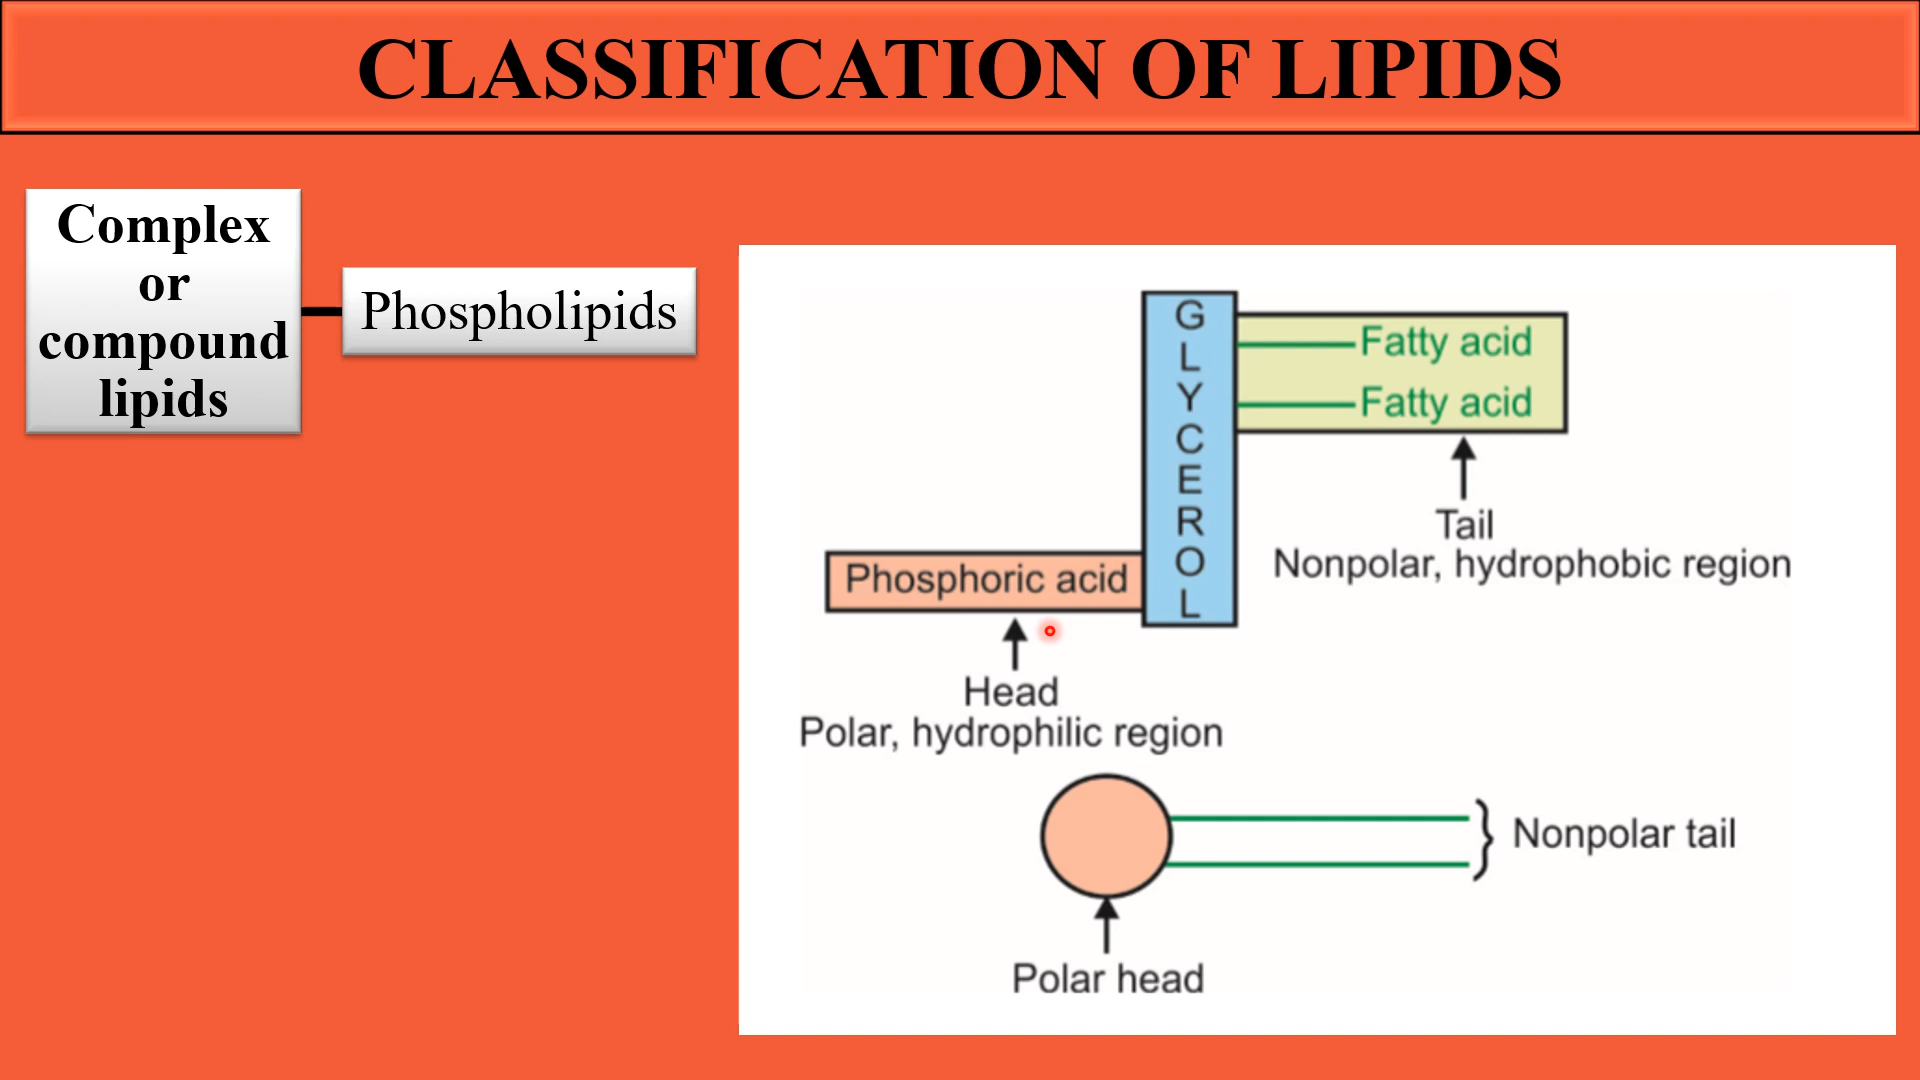 CLASSIFICATION OF LIPIDS
Complex
or
compound
lipids
Phospholipids
G
L
Y
C
E
R
O
L
Fatty acid
Fatty acid
Tail
Nonpolar, hydrophobic region
Phosphoric acid
Head
Polar, hydrophilic region
Nonpolar tail
Polar head